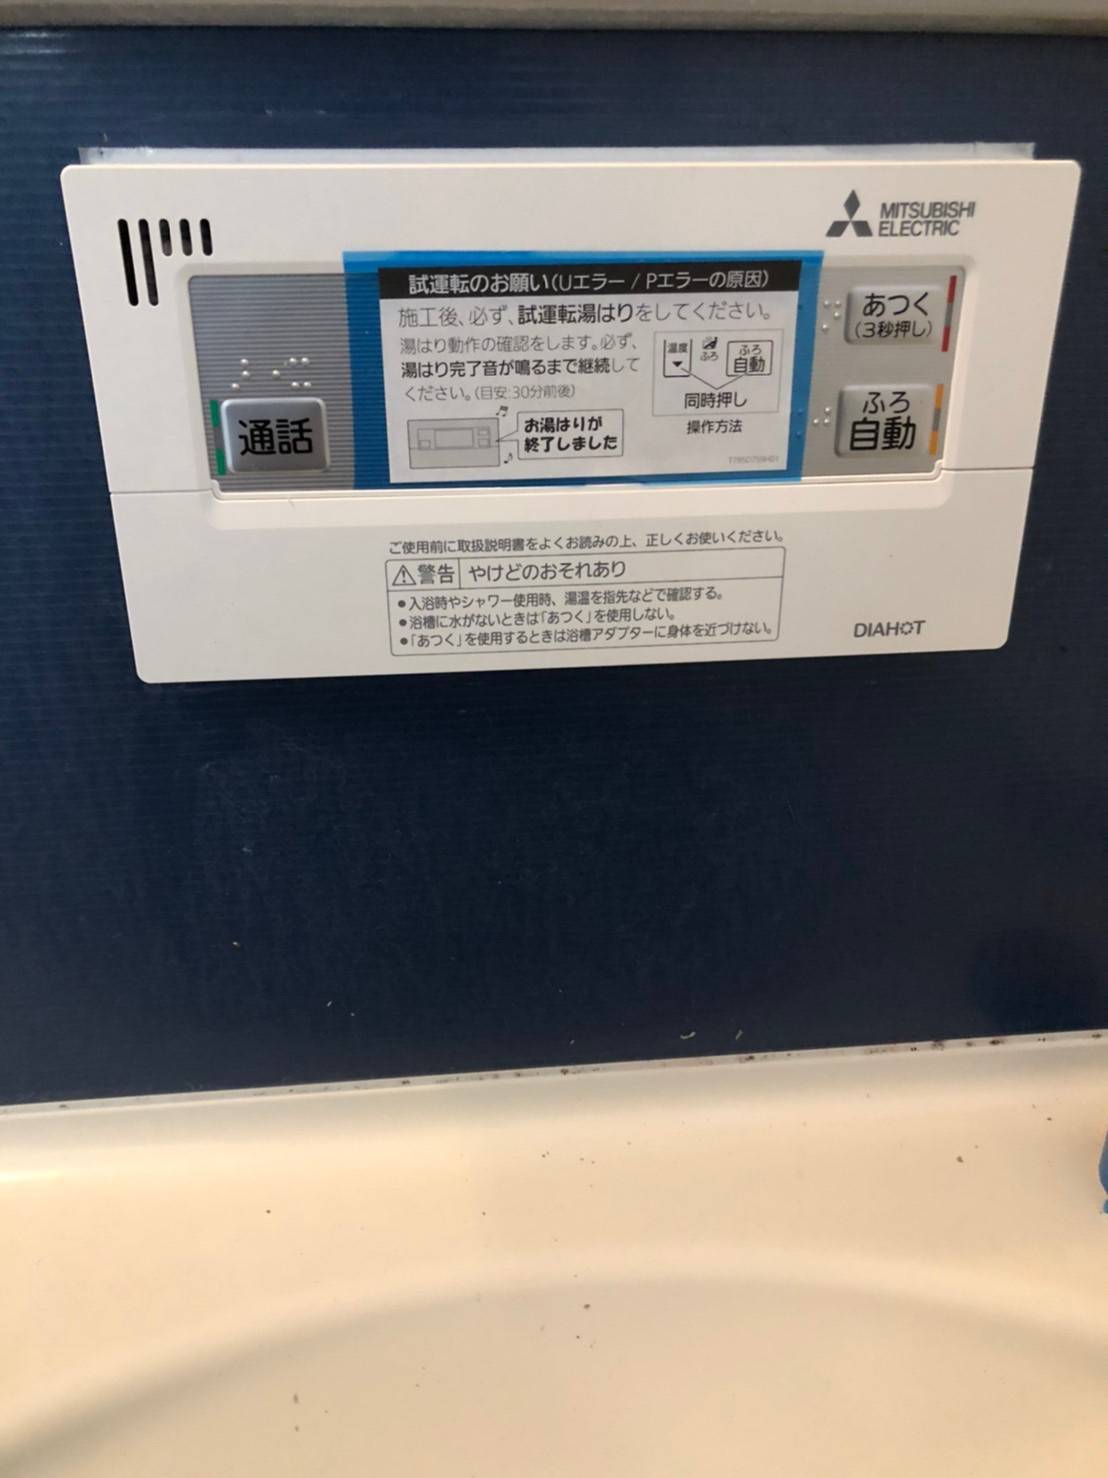 MITSUBISHI
ELECTRIC
試運転のお願い(Uエラー / Pエラーの原因)
施工後、必ず、試運転湯はりをしてください。
湯はり動作の確認をします。必ず、
湯はり完了音が鳴るまで継続して
ください。(目安:30分前後)
温度
ふろ
ふろ
自動
同時押し
操作方法
お湯はりが
終了しました
通話
あつく
(3秒押し)
ふろ
自動
ご使用前に取扱説明書をよくお読みの上、正しくお使いください。
警告 やけどのおそれあり
●入浴時やシャワー使用時、湯温を指先などで確認する。
●浴槽に水がないときは「あつく」を使用しない。
●「あつく」を使用するときは浴槽アダプターに身体を近づけない。
DIAHOT